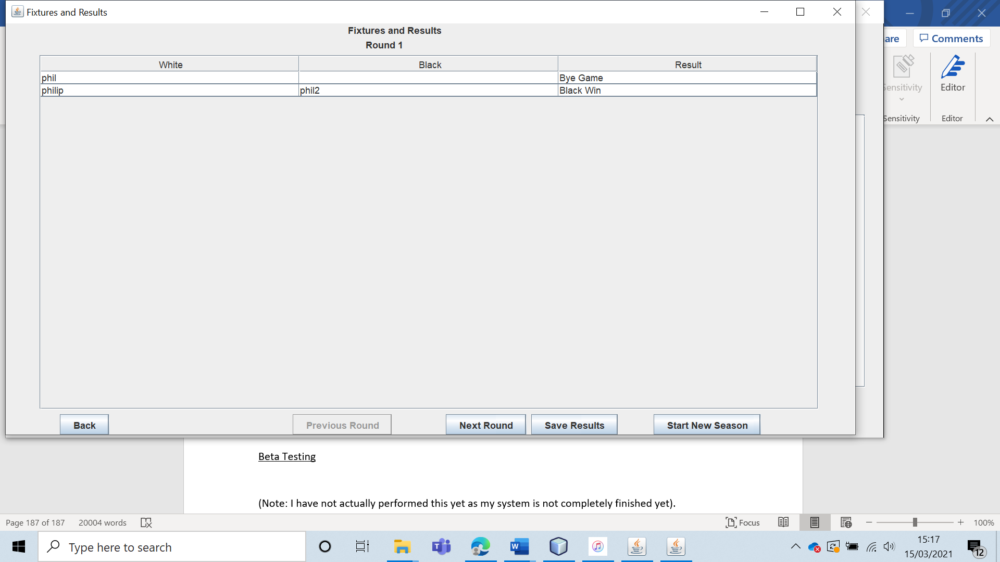 Fixtures and Results
Fixtures and Results
Round 1
White Black Result
phil Bye Game
philip phil2 Black Win
Back Previous Round Next Round Save Results Start New Season
are Comments
Sensitivity Editor
Sensitivity Editor
Beta Testing
(Note: I have not actually performed this yet as my system is not completely finished yet).
Page 187 of 187 20004 words Focus 100%
Type here to search
T W 15:17
15/03/2021 12